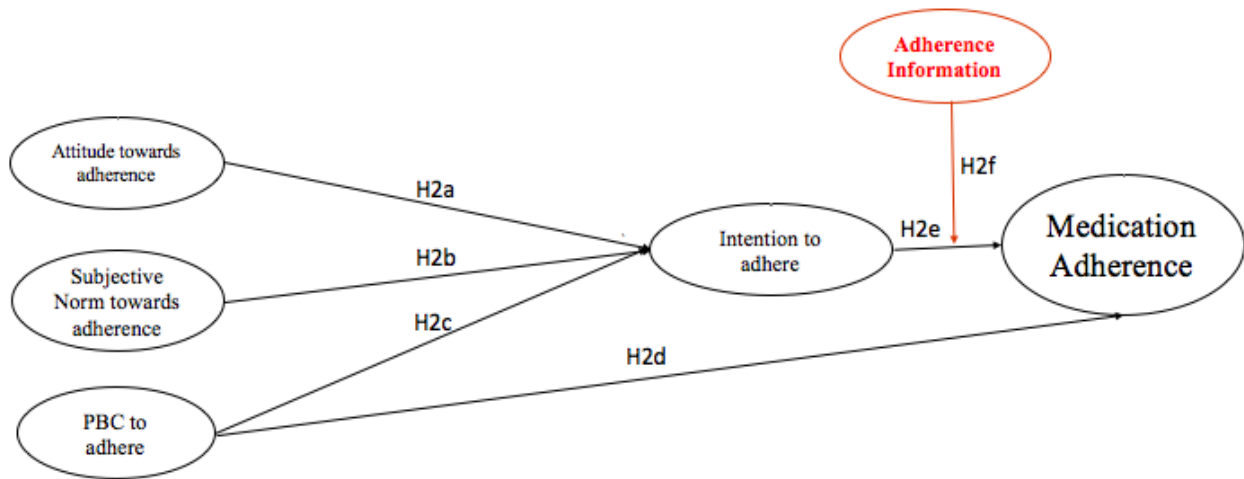 Adherence
Information
Attitude towards
adherence
H2a
H2f
Subjective
Norm towards
adherence
H2b
Intention to
adhere
H2e
Medication
Adherence
H2c
H2d
PBC to
adhere